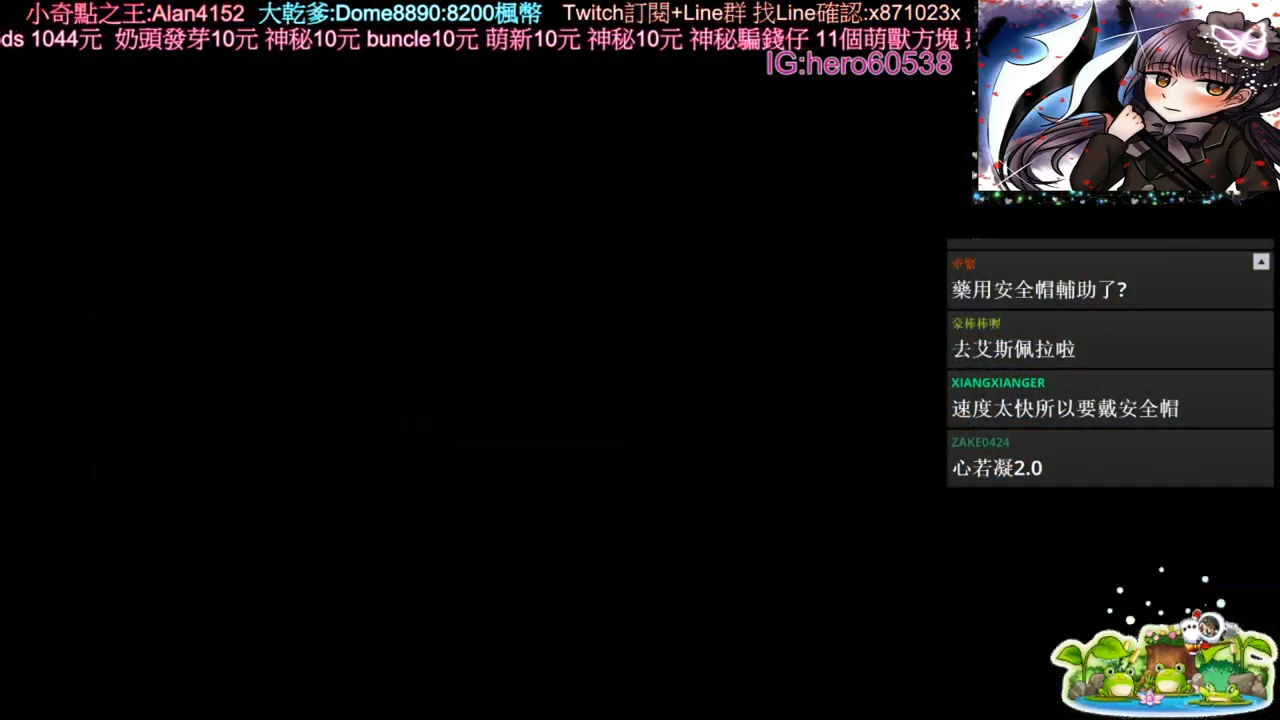 小奇點之王:Alan4152 大乾爹:Dome8890:8200楓幣 Twitch訂閱+Line群 找Line確認:x871023x
ds 1044元 奶頭發芽10元 神秘10元 buncle10元 萌新10元 神秘10元 神秘騙錢仔 11個萌獸方塊
IG:hero60538
藥用安全帽輔助了?
豪棒棒喔
去艾斯佩拉啦
XIANGXIANGER
速度太快所以要戴安全帽
ZAKE0424
心若凝2.0